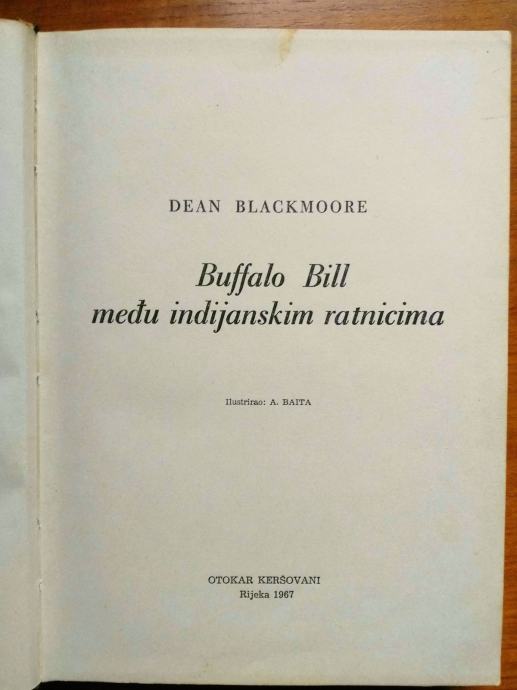 DEAN BLACKMOORE
Buffalo Bill
među indijanskim ratnicima
Ilustrirao: A. BAITA
OTOKAR KERŠOVANI
Rijeka 1967